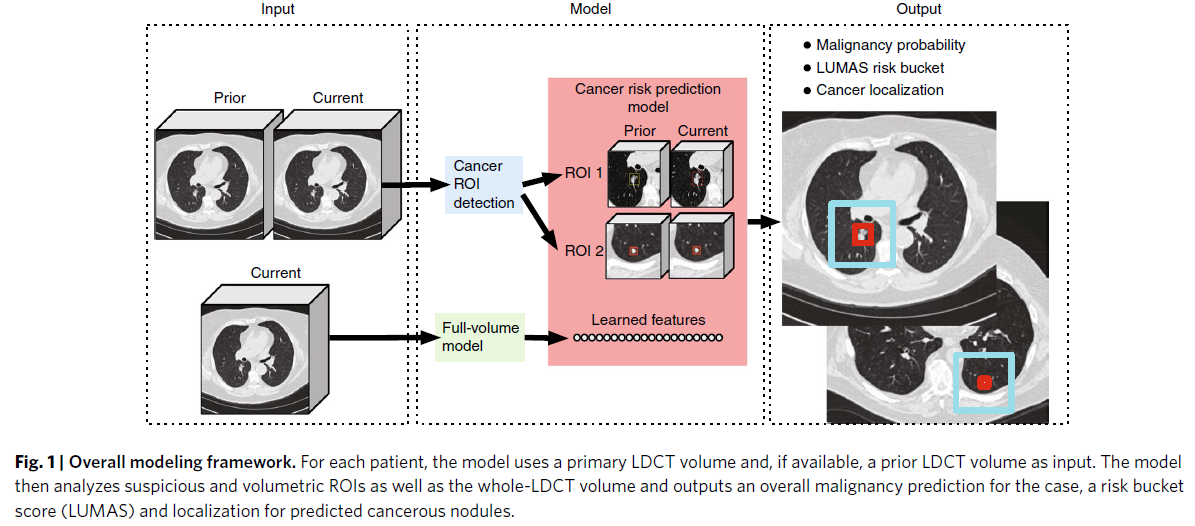 Input
Model
Output
● Malignancy probability
● LUMAS risk bucket
● Cancer localization
Prior
Current
Cancer risk prediction
model
Prior
Current
Cancer
ROI
detection
ROI 1
ROI 2
Current
Full-volume
model
Learned features
Fig. 1 | Overall modeling framework. For each patient, the model uses a primary LDCT volume and, if available, a prior LDCT volume as input. The model
then analyzes suspicious and volumetric ROIs as well as the whole-LDCT volume and outputs an overall malignancy prediction for the case, a risk bucket
score (LUMAS) and localization for predicted cancerous nodules.